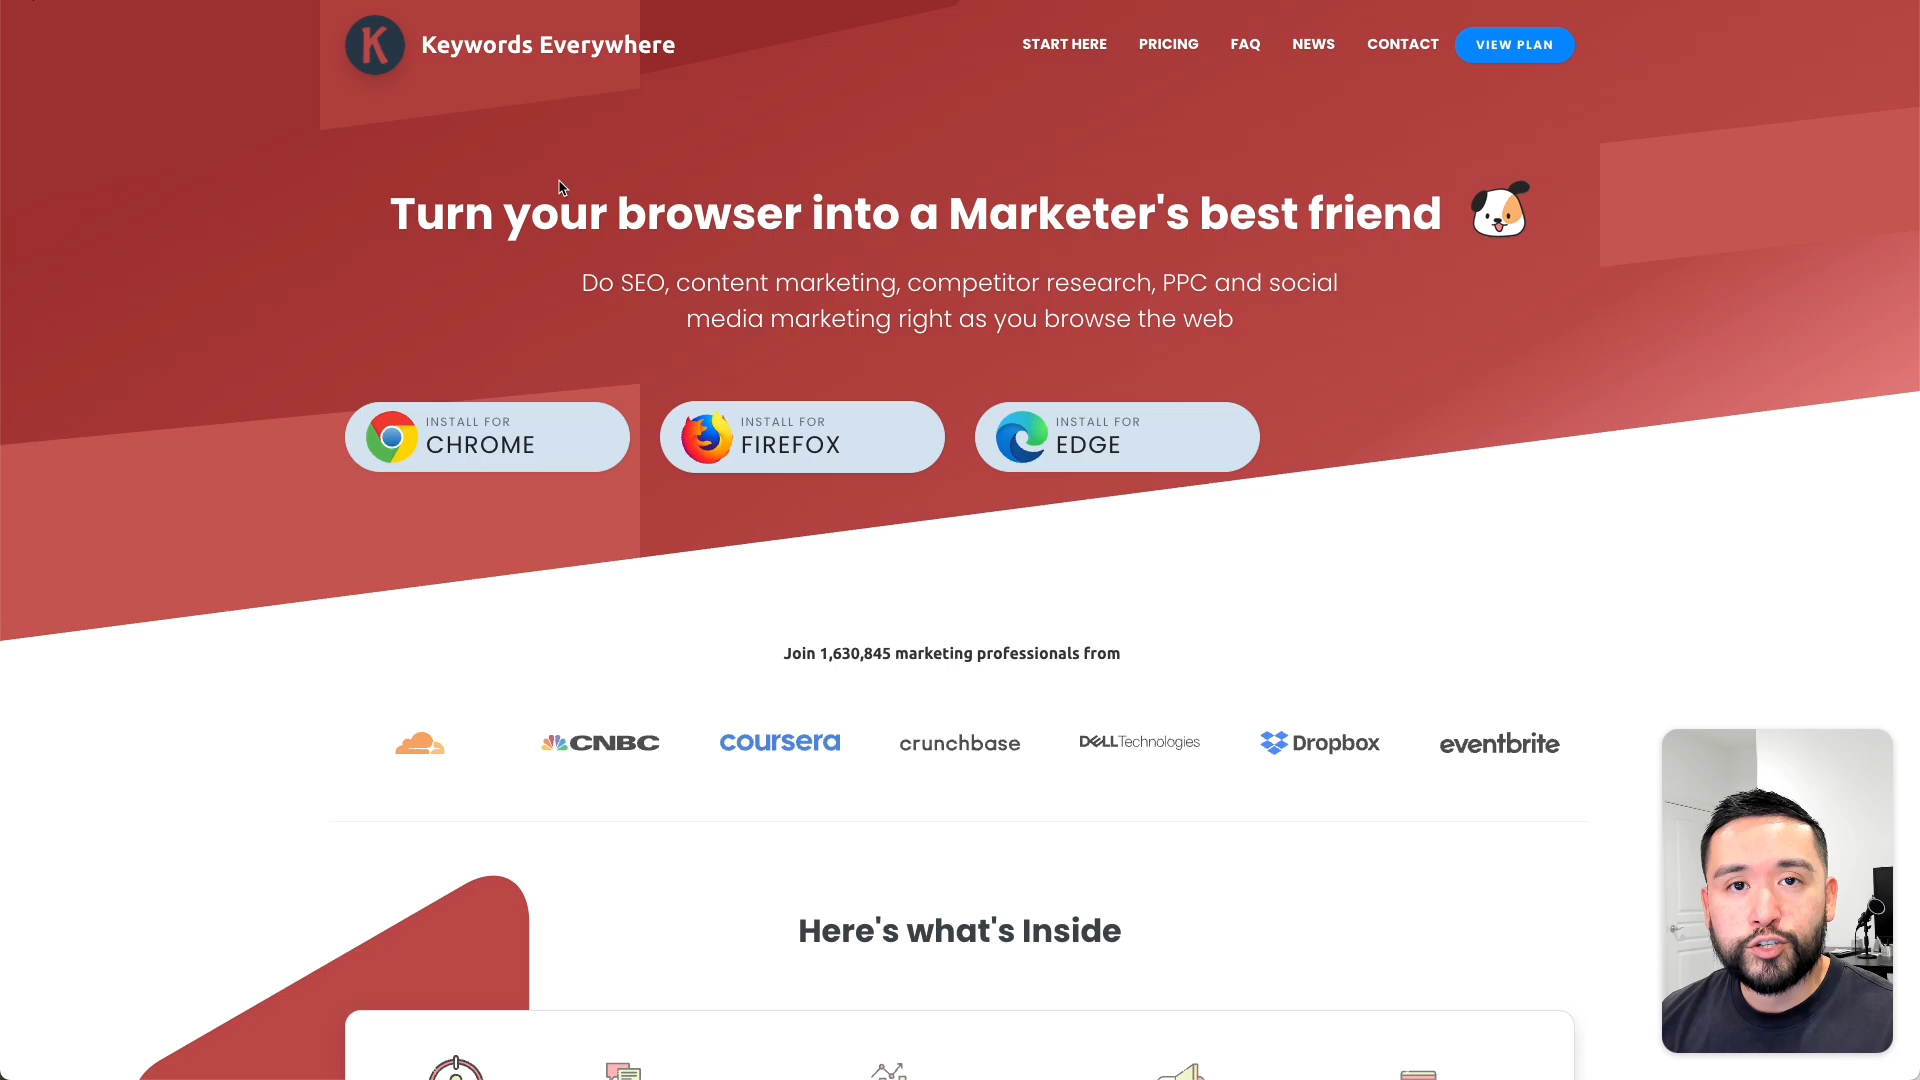 K
Keywords Everywhere
START HERE
PRICING
FAQ
NEWS
CONTACT
VIEW PLAN
Turn your browser into a Marketer's best friend
Do SEO, content marketing, competitor research, PPC and social
media marketing right as you browse the web
INSTALL FOR
CHROME
INSTALL FOR
FIREFOX
INSTALL FOR
EDGE
Join 1,630,845 marketing professionals from
CNBC
coursera
crunchbase
DELL Technologies
Dropbox
eventbrite
Here's what's Inside